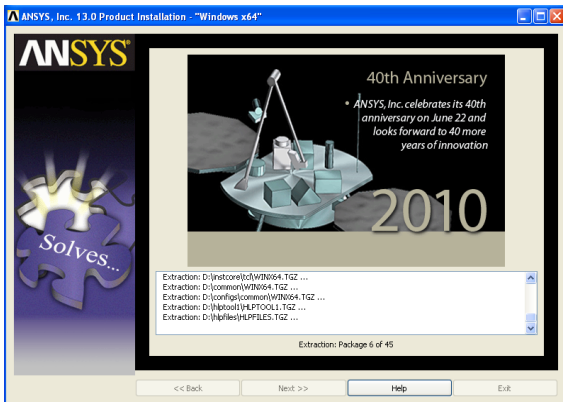 ANSYS, Inc. 13.0 Product Installation - "Windows x64"
ANSYS®
40th Anniversary
• ANSYS, Inc. celebrates its 40th
anniversary on June 22 and
looks forward to 40 more
years of innovation
2010
Solves...
Extraction: D:\instcore\tcl\WINX64.TGZ ...
Extraction: D:\common\WINX64.TGZ ...
Extraction: D:\configs\common\WINX64.TGZ ...
Extraction: D:\hlptool1\HLPTOOL1.TGZ ...
Extraction: D:\hlpfiles\HLPFILES.TGZ ...
Extraction: Package 6 of 45
<< Back
Next >>
Help
Exit